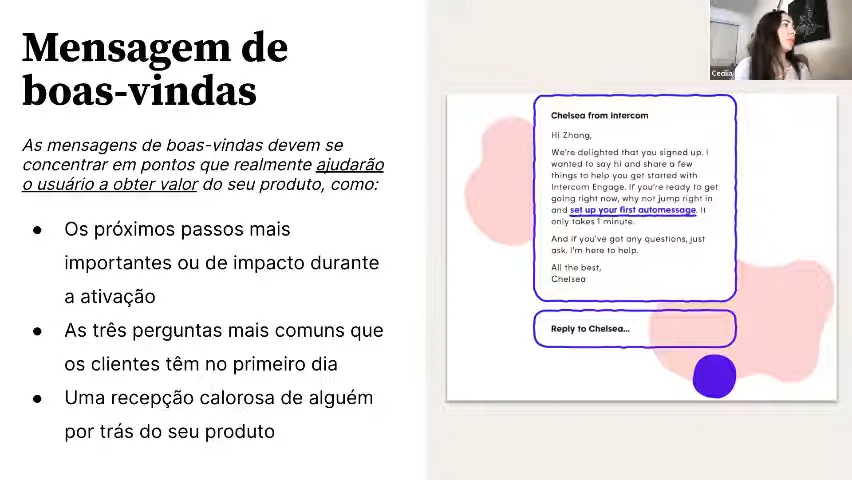 Mensagem de
boas-vindas
As mensagens de boas-vindas devem se
concentrar em pontos que realmente ajudarão
o usuário a obter valor do seu produto, como:
● Os próximos passos mais
importantes ou de impacto durante
a ativação
● As três perguntas mais comuns que
os clientes têm no primeiro dia
● Uma recepção calorosa de alguém
por trás do seu produto
Cecilia
Chelsea from Intercom
Hi Zhang,
We're delighted that you signed up. I
wanted to say hi and share a few
things to help you get started with
Intercom Engage. If you're ready to get
going right now, why not jump right in
and set up your first automessage. It
only takes 1 minute.
And if you've got any questions, just
ask. I'm here to help.
All the best,
Chelsea
Reply to Chelsea...